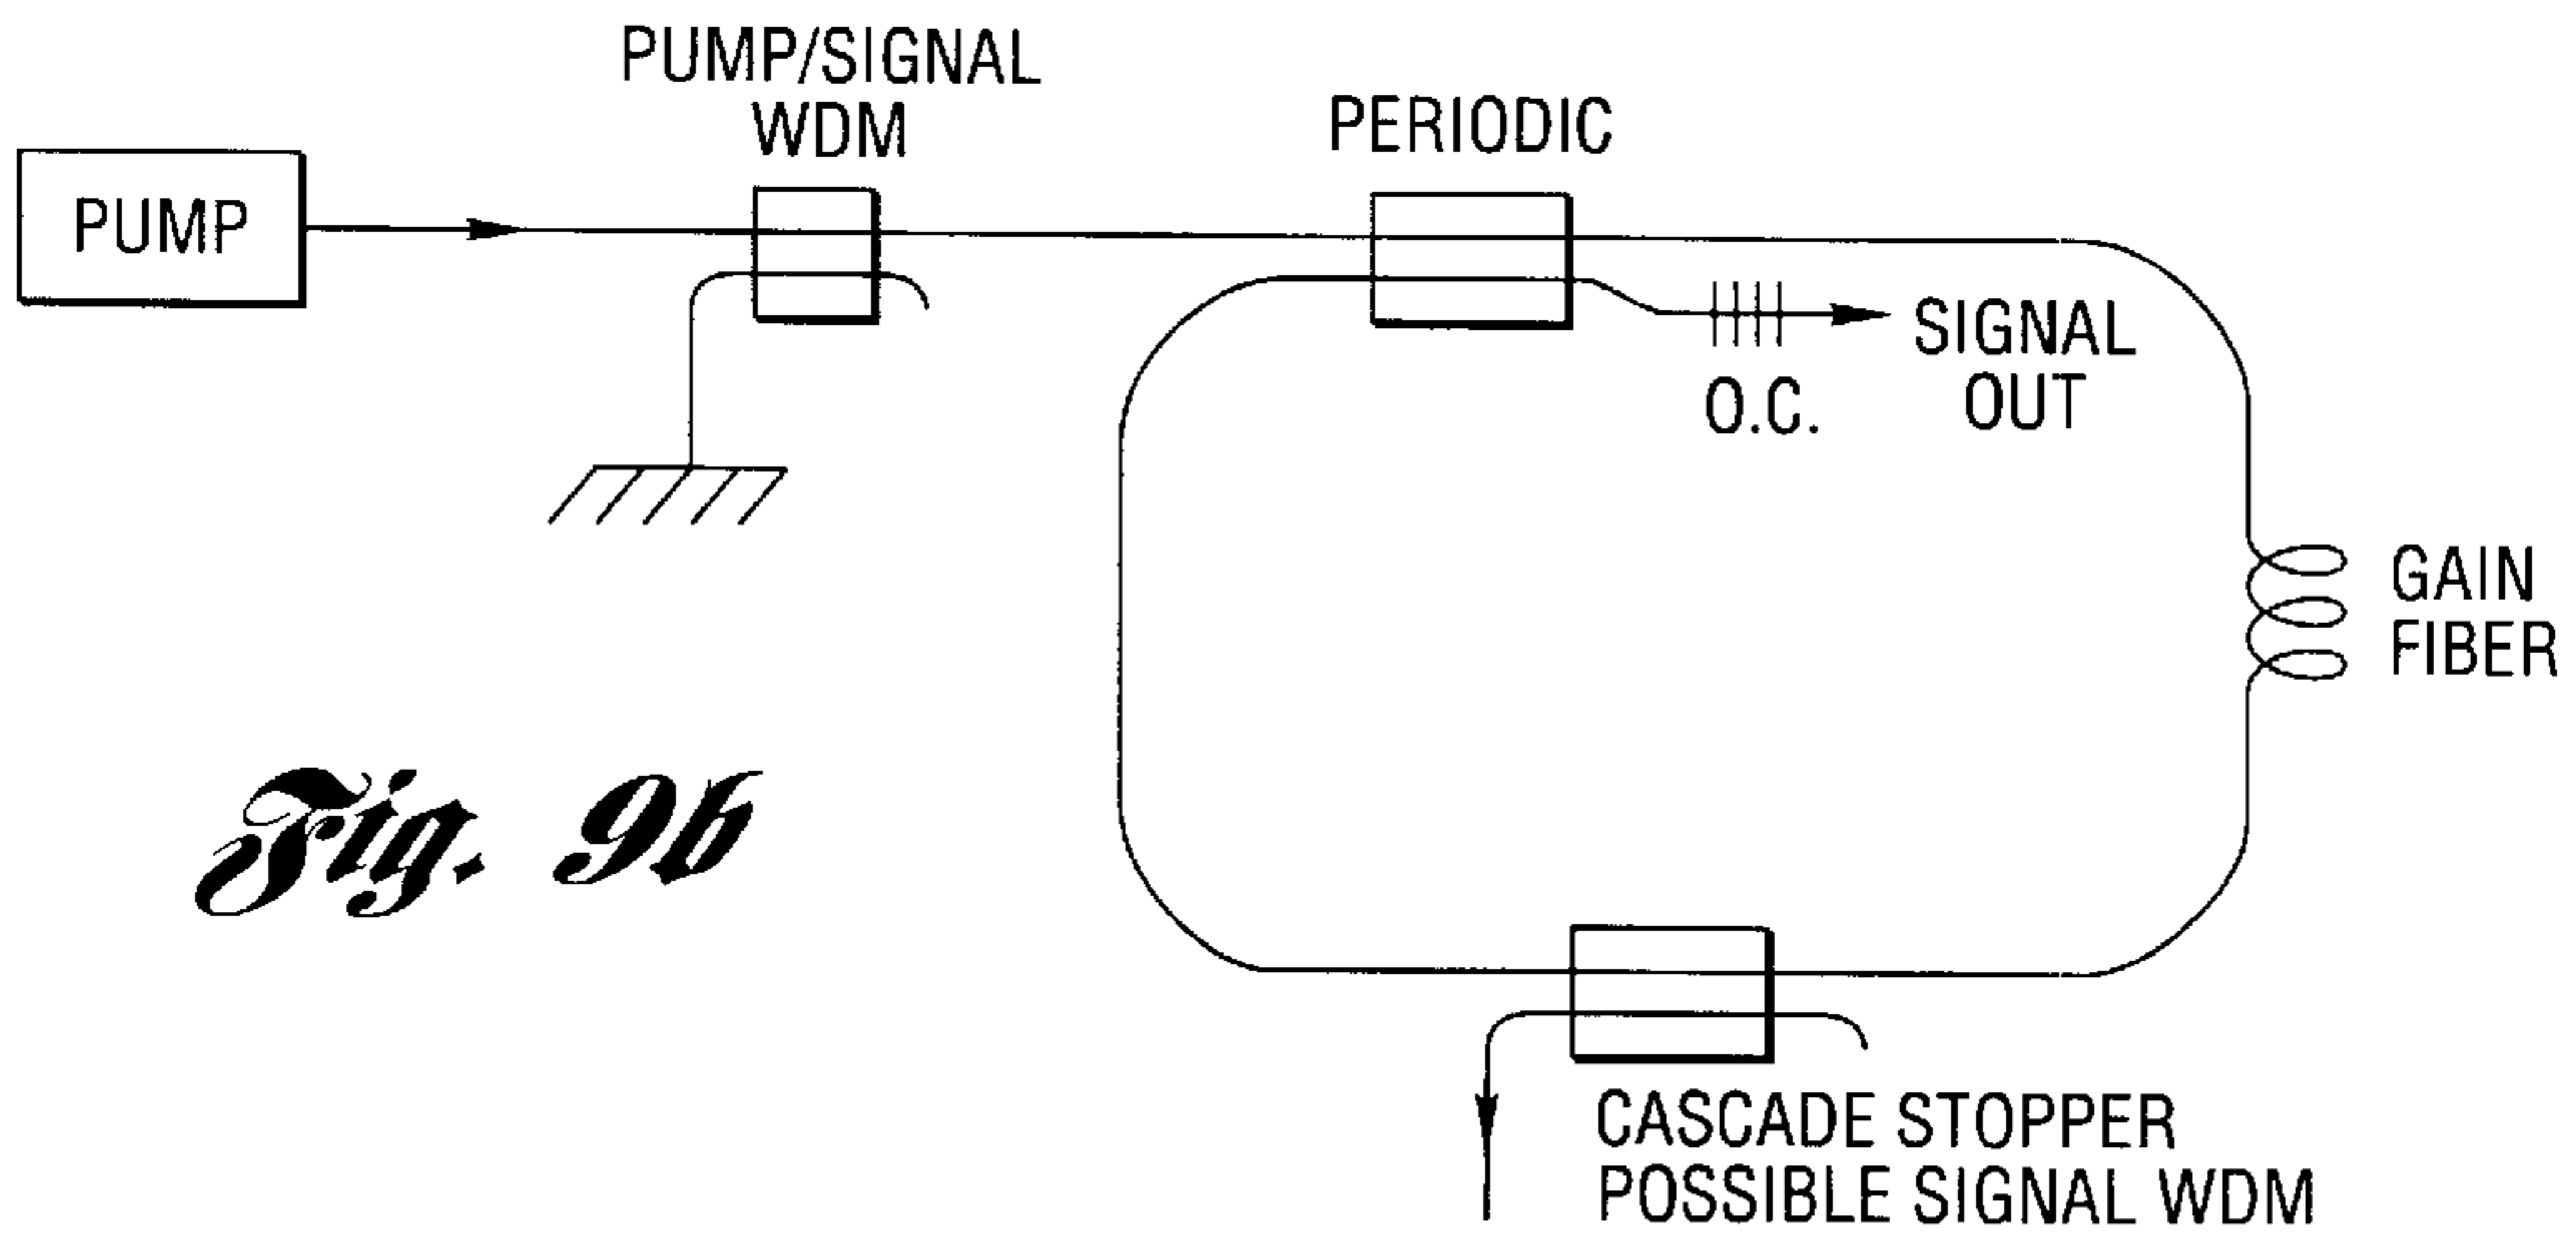 PUMP/SIGNAL
WDM
PERIODIC
PUMP
SIGNAL
OUT
O.C.
GAIN
FIBER
Fig. 9b
CASCADE STOPPER
POSSIBLE SIGNAL WDM